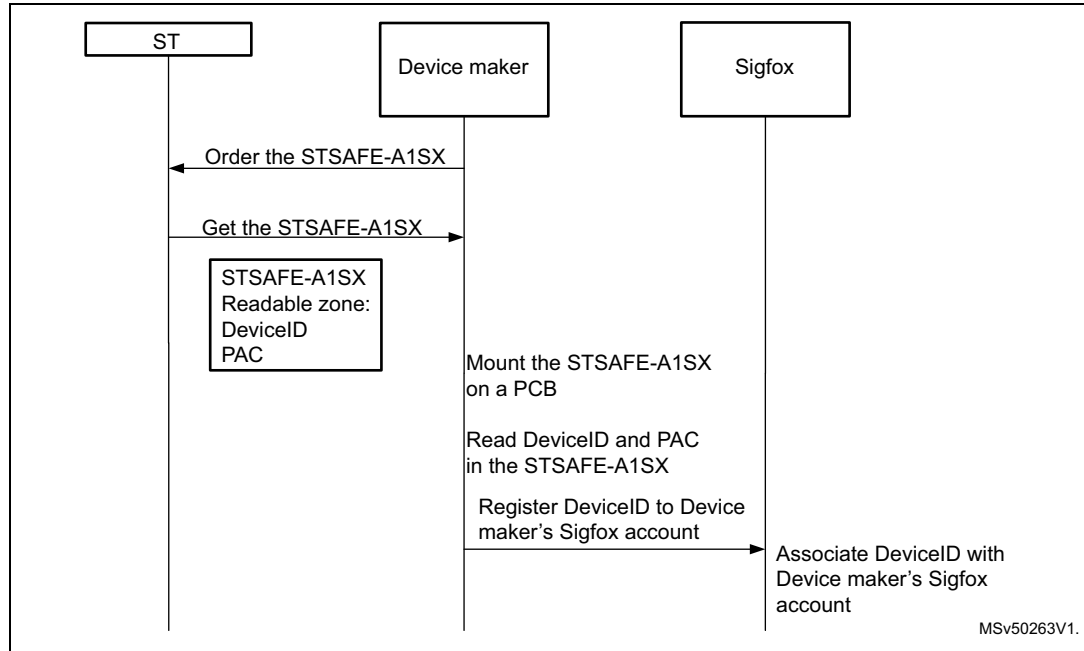 ST
Device maker
Sigfox
Order the STSAFE-A1SX
Get the STSAFE-A1SX
STSAFE-A1SX
Readable zone:
DeviceID
PAC
Mount the STSAFE-A1SX
on a PCB
Read DeviceID and PAC
in the STSAFE-A1SX
Register DeviceID to Device
maker's Sigfox account
Associate DeviceID with
Device maker's Sigfox
account
MSv50263V1.